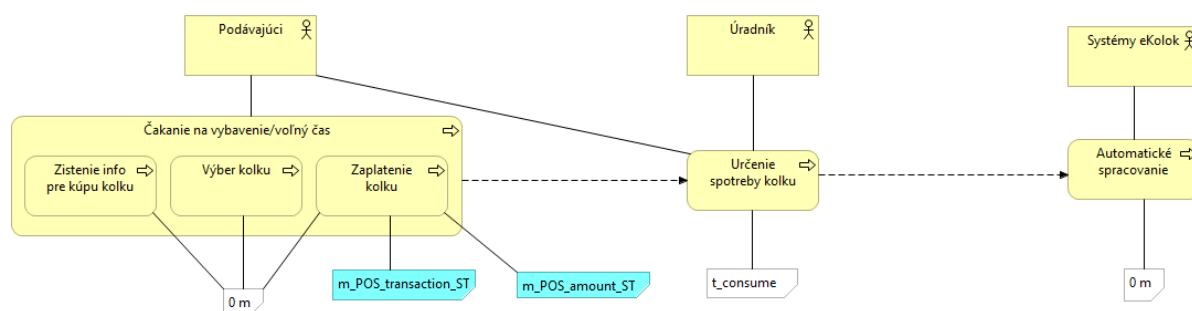 Podávajúci
Úradník
Systémy eKolok
Čakanie na vybavenie/voľný čas
Zistenie info
pre kúpu kolku
Výber kolku
Zaplatenie
kolku
Určenie
spotreby kolku
Automatické
spracovanie
m_POS_transaction_ST
m_POS_amount_ST
t_consume
0 m
0 m